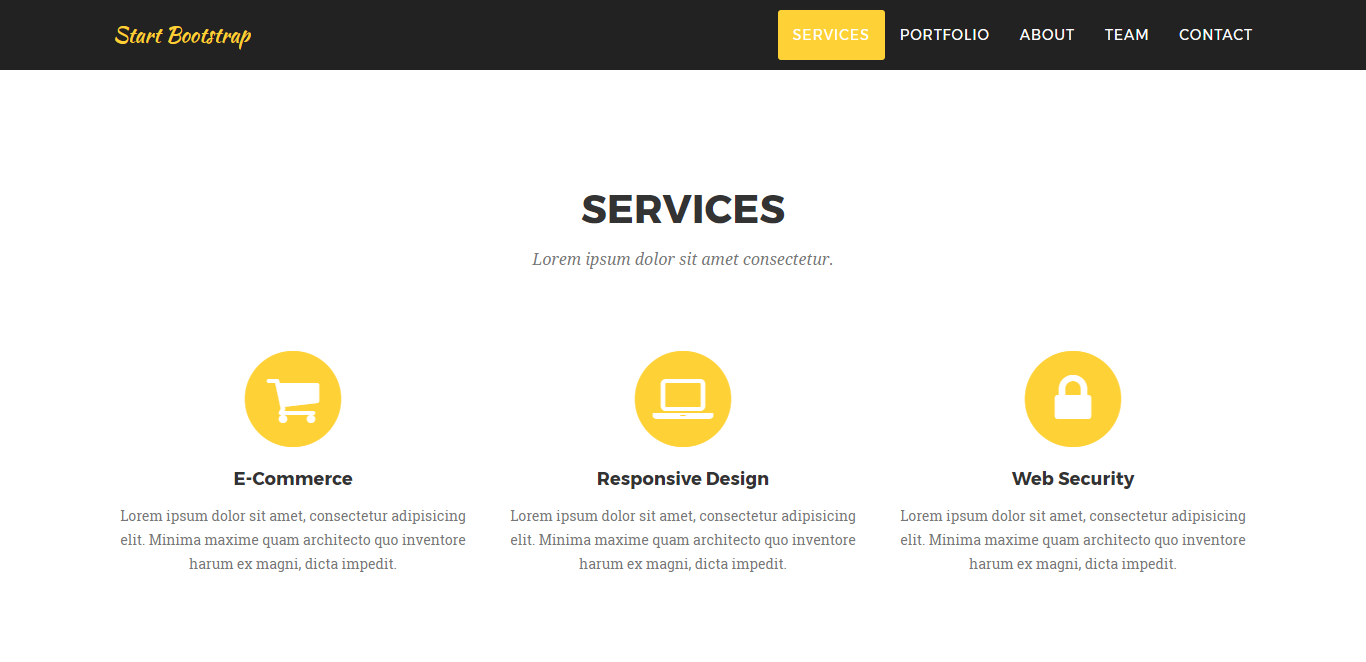 Start Bootstrap
SERVICES
PORTFOLIO
ABOUT
TEAM
CONTACT
SERVICES
Lorem ipsum dolor sit amet consectetur.
E-Commerce
Lorem ipsum dolor sit amet, consectetur adipisicing
elit. Minima maxime quam architecto quo inventore
harum ex magni, dicta impedit.
Responsive Design
Lorem ipsum dolor sit amet, consectetur adipisicing
elit. Minima maxime quam architecto quo inventore
harum ex magni, dicta impedit.
Web Security
Lorem ipsum dolor sit amet, consectetur adipisicing
elit. Minima maxime quam architecto quo inventore
harum ex magni, dicta impedit.